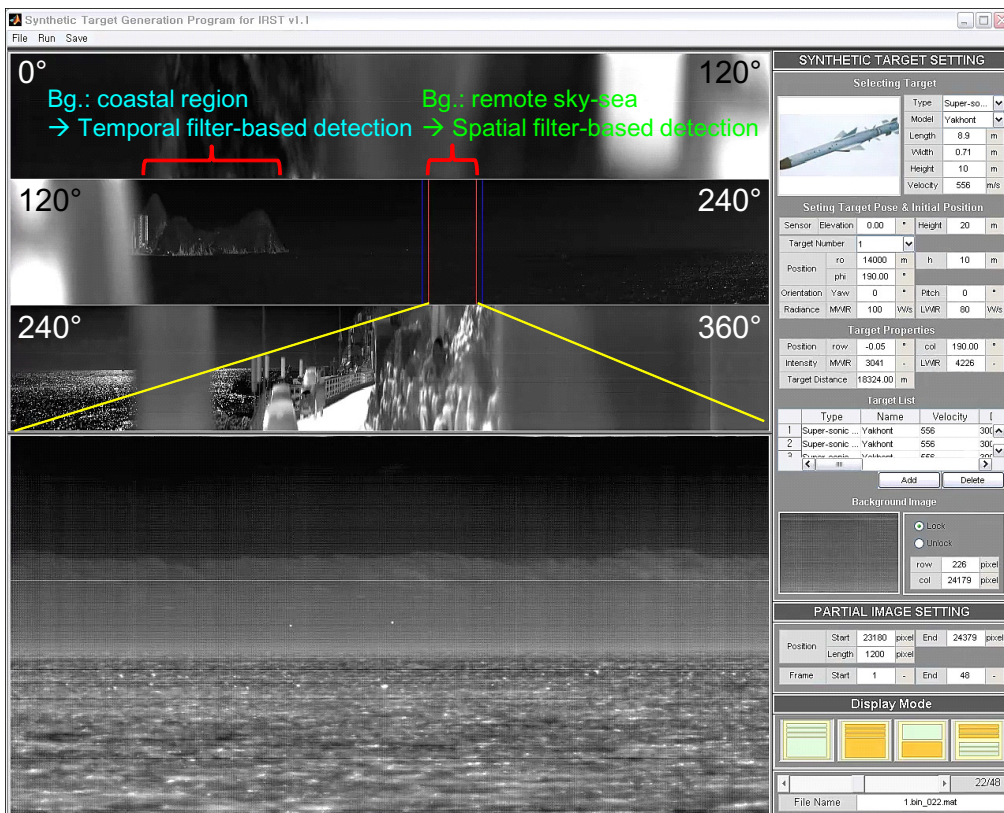 Synthetic Target Generation Program for IRST v1.1
File Run Save
0° 120°
Bg.: coastal region
→ Temporal filter-based detection
Bg.: remote sky-sea
→ Spatial filter-based detection
120° 240°
240° 360°
SYNTHETIC TARGET SETTING
Selecting Target
Type Super-so...
Model Yakhont
Length 8.9 m
Width 0.71 m
Height 10 m
Velocity 556 m/s
Seting Target Pose & Initial Position
Sensor Elevation 0.00 ° Height 20 m
Target Number 1
Position ro 14000 m h 10 m
phi 190.00 °
Orientation Yaw 0 ° Pitch 0 °
Radiance MWIR 100 W/s LWIR 80 W/s
Target Properties
Position row -0.05 ° col 190.00 °
Intensity MWIR 3041 - LWIR 4226 -
Target Distance 18324.00 m
Target List
Type Name Velocity
1 Super-sonic ... Yakhont 556 300
2 Super-sonic ... Yakhont 556 300
3 Super-sonic Yakhont 556
Add Delete
Background Image
Lock
Unlock
row 226 pixel
col 24179 pixel
PARTIAL IMAGE SETTING
Position Start 23180 pixel End 24379 pixel
Length 1200 pixel
Frame Start 1 - End 48 -
Display Mode
22/48
File Name 1.bin_022.mat